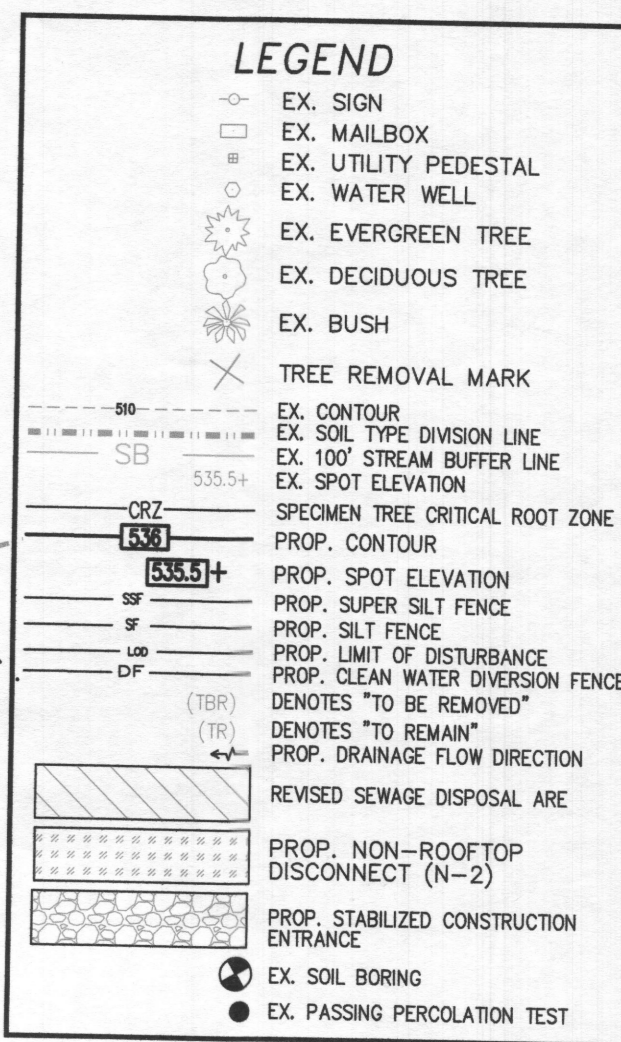 LEGEND
EX. SIGN
EX. MAILBOX
EX. UTILITY PEDESTAL
EX. WATER WELL
EX. EVERGREEN TREE
EX. DECIDUOUS TREE
EX. BUSH
TREE REMOVAL MARK
510 EX. CONTOUR
EX. SOIL TYPE DIVISION LINE
SB EX. 100' STREAM BUFFER LINE
535.5+ EX. SPOT ELEVATION
CRZ SPECIMEN TREE CRITICAL ROOT ZONE
536 PROP. CONTOUR
535.5+ PROP. SPOT ELEVATION
SSF PROP. SUPER SILT FENCE
SF PROP. SILT FENCE
LOD PROP. LIMIT OF DISTURBANCE
DF PROP. CLEAN WATER DIVERSION FENCE
(TBR) DENOTES "TO BE REMOVED"
(TR) DENOTES "TO REMAIN"
PROP. DRAINAGE FLOW DIRECTION
REVISED SEWAGE DISPOSAL ARE
PROP. NON-ROOFTOP
DISCONNECT (N-2)
PROP. STABILIZED CONSTRUCTION
ENTRANCE
EX. SOIL BORING
EX. PASSING PERCOLATION TEST